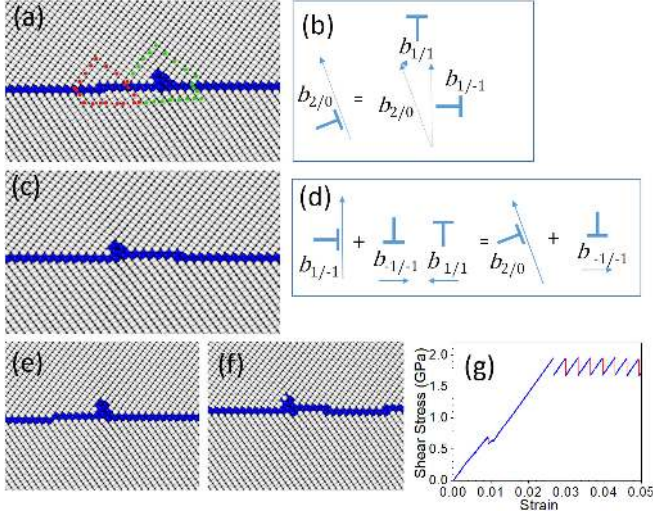 (a)
(b)
b1/1
b2/0
=
b2/0
b1/-1
(c)
(d)
b1/-1
+
b-1/-1
b1/1
=
b2/0
+
b-1/-1
(e)
(f)
(g)
Shear Stress (GPa)
2.0
1.5
1.0
0.5
0.0
0.00 0.01 0.02 0.03 0.04 0.05
Strain